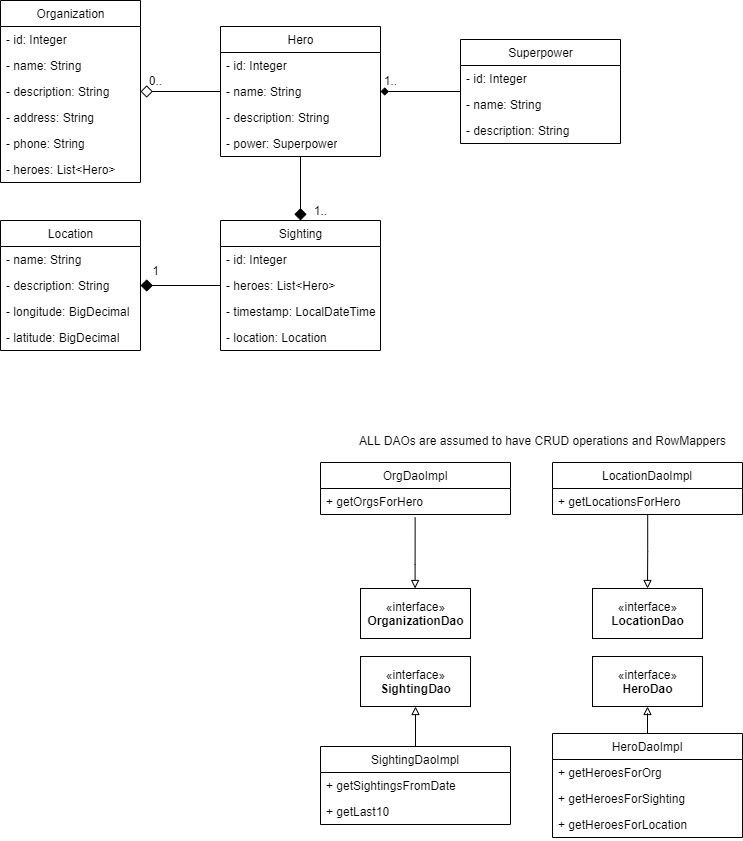 Organization
- id: Integer
- name: String
- description: String
- address: String
- phone: String
- heroes: List<Hero>
0..
Hero
- id: Integer
- name: String
- description: String
- power: Superpower
1..
Superpower
- id: Integer
- name: String
- description: String
1..
Location
- name: String
- description: String
- longitude: BigDecimal
- latitude: BigDecimal
1
Sighting
- id: Integer
- heroes: List<Hero>
- timestamp: LocalDateTime
- location: Location
ALL DAOs are assumed to have CRUD operations and RowMappers
OrgDaoImpl
+ getOrgsForHero
LocationDaoImpl
+ getLocationsForHero
«interface»
OrganizationDao
«interface»
LocationDao
«interface»
SightingDao
«interface»
HeroDao
SightingDaoImpl
+ getSightingsFromDate
+ getLast10
HeroDaoImpl
+ getHeroesForOrg
+ getHeroesForSighting
+ getHeroesForLocation